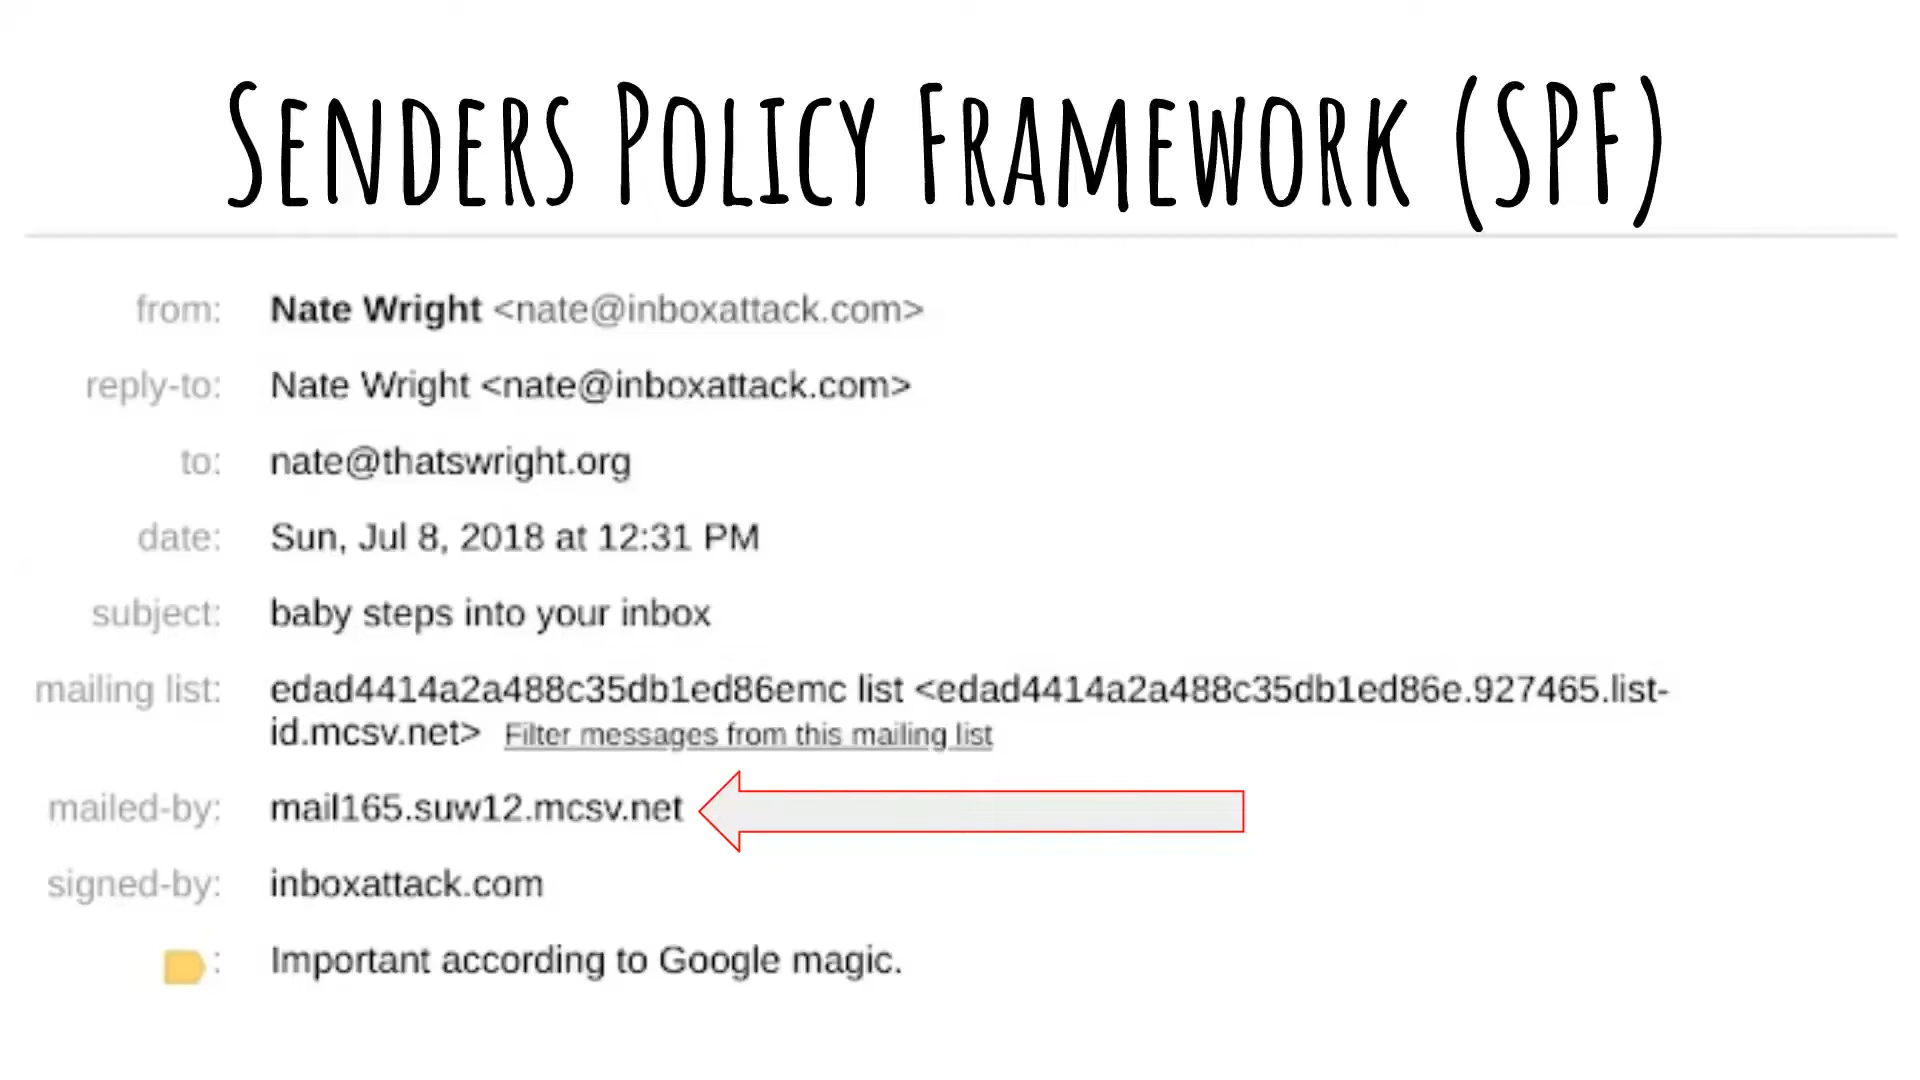 SENDERS POLICY FRAMEWORK (SPF)
from: Nate Wright <nate@inboxattack.com>
reply-to: Nate Wright <nate@inboxattack.com>
to: nate@thatswright.org
date: Sun, Jul 8, 2018 at 12:31 PM
subject: baby steps into your inbox
mailing list: edad4414a2a488c35db1ed86emc list <edad4414a2a488c35db1ed86e.927465.list-
id.mcsv.net> Filter messages from this mailing list
mailed-by: mail165.suw12.mcsv.net
signed-by: inboxattack.com
: Important according to Google magic.